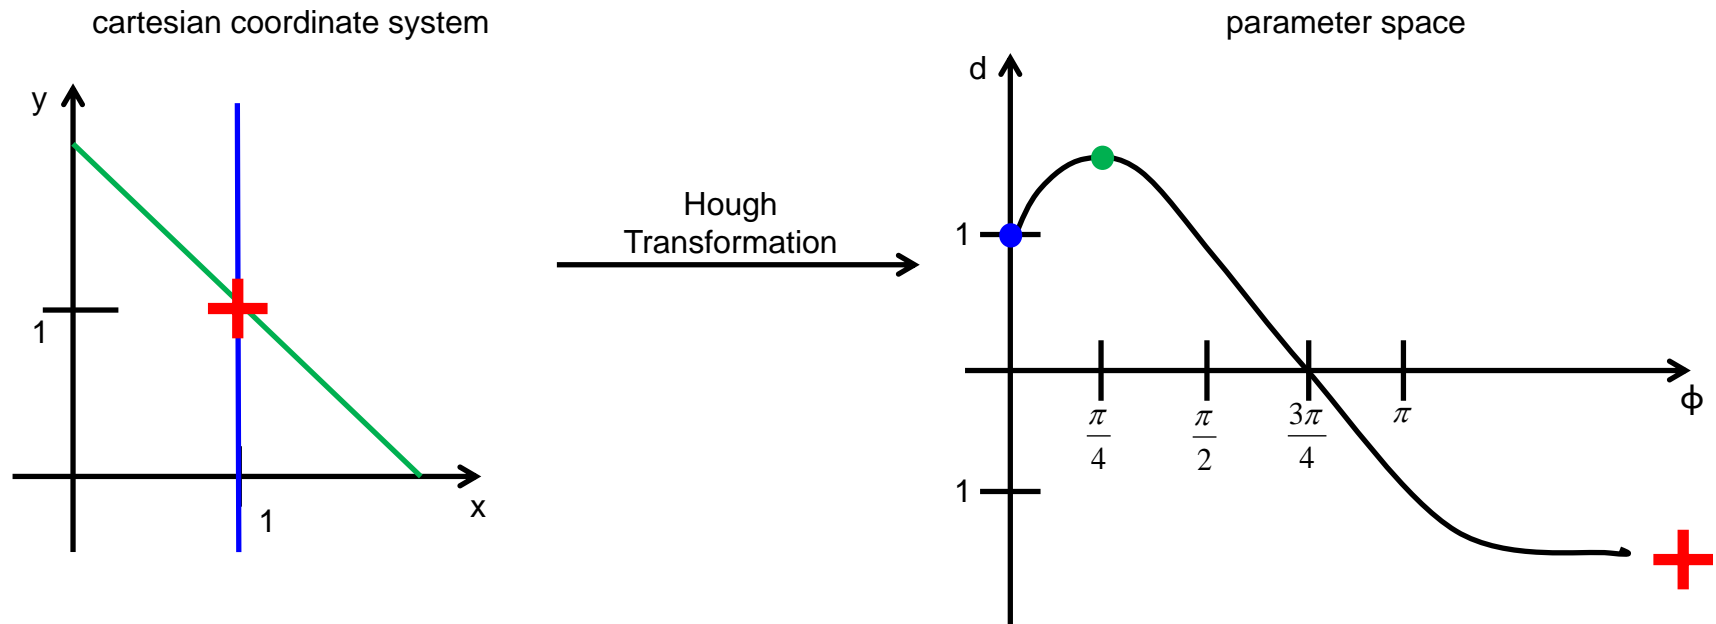 cartesian coordinate system
parameter space
y
1
1
x
Hough
Transformation
d
1
π/4
π/2
3π/4
π
ϕ
1